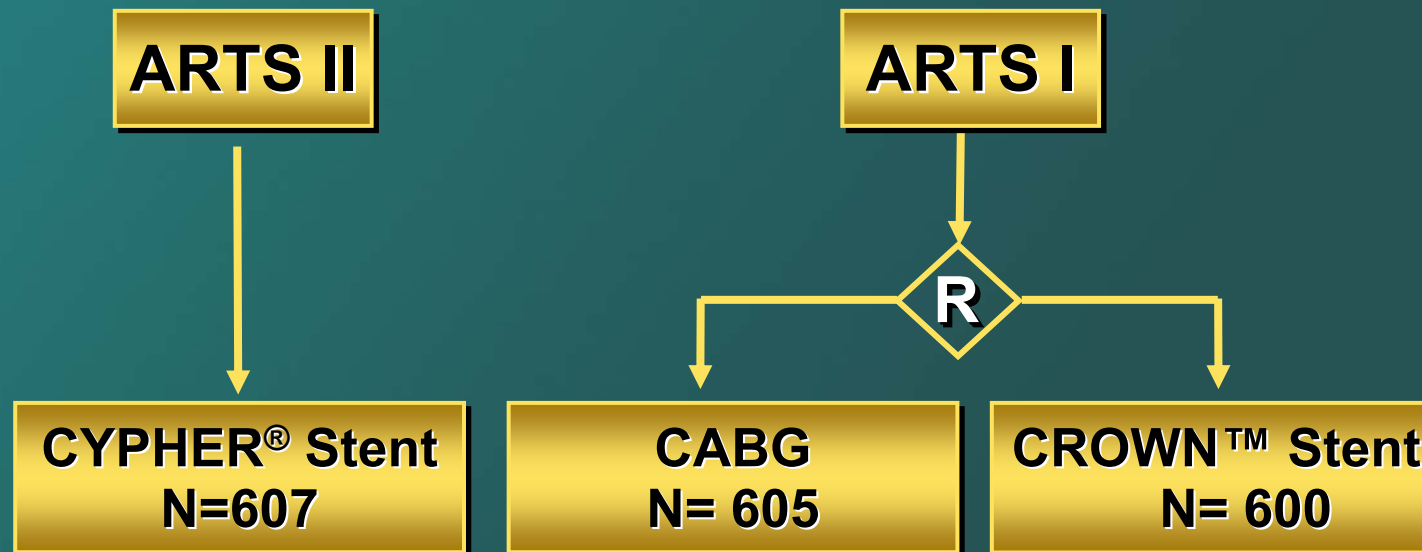 ARTS II
ARTS I
R
CYPHER® Stent
N=607
CABG
N= 605
CROWN™ Stent
N= 600